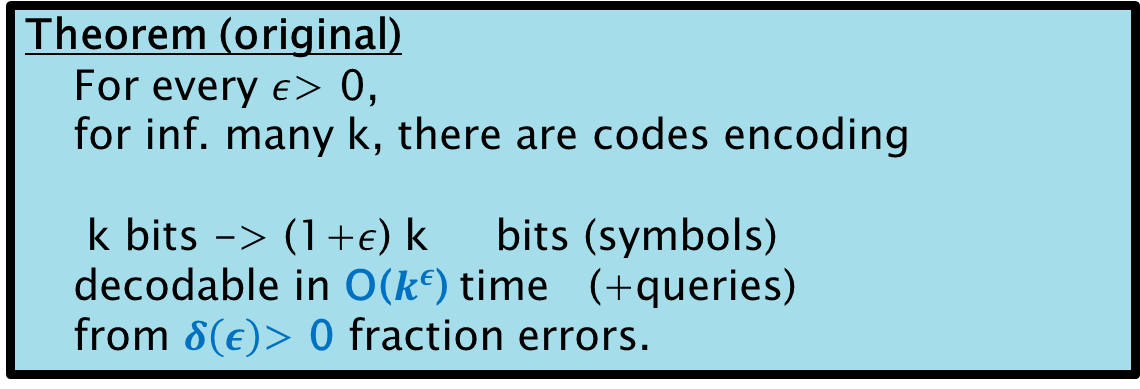 Theorem (original)
For every ϵ> 0,
for inf. many k, there are codes encoding
k bits -> (1+ϵ) k bits (symbols)
decodable in O(k^ϵ) time (+queries)
from δ(ϵ)> 0 fraction errors.